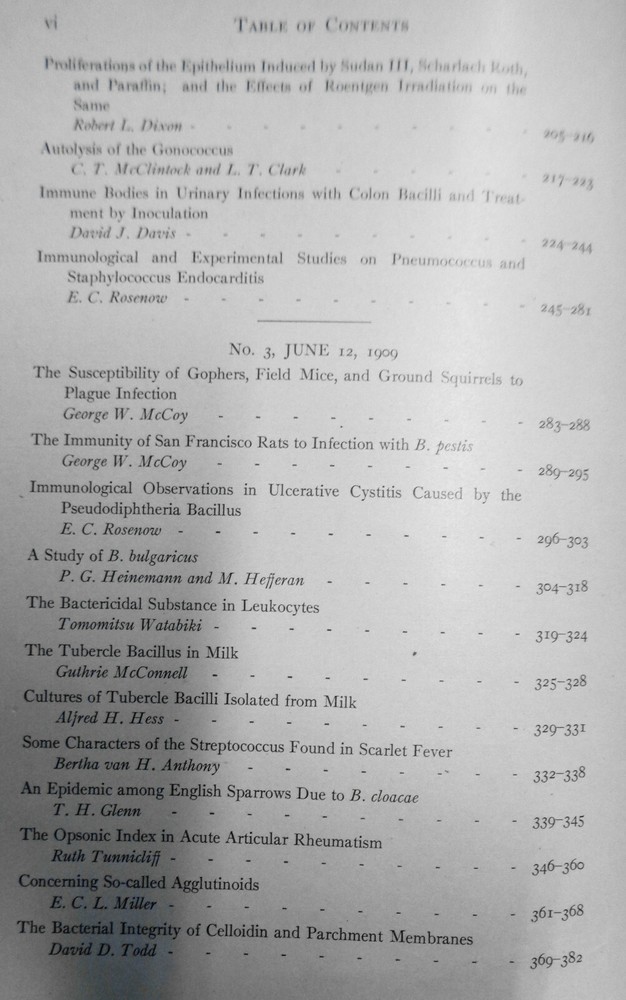 vi TABLE OF CONTENTS
Proliferations of the Epithelium Induced by Sudan III, Scharlach Roth,
and Paraffin; and the Effects of Roentgen Irradiation on the
Same
Robert L. Dixon - - - - - - - - - 205-216
Autolysis of the Gonococcus
C. T. McClintock and L. T. Clark - - - - - - 217-223
Immune Bodies in Urinary Infections with Colon Bacilli and Treat-
ment by Inoculation
David J. Davis - - - - - - - - - - 224-244
Immunological and Experimental Studies on Pneumococcus and
Staphylococcus Endocarditis
E. C. Rosenow - - - - - - - - - - 245-281
No. 3, JUNE 12, 1909
The Susceptibility of Gophers, Field Mice, and Ground Squirrels to
Plague Infection
George W. McCoy - - - - - - - - - 283-288
The Immunity of San Francisco Rats to Infection with B. pestis
George W. McCoy - - - - - - - - - 289-295
Immunological Observations in Ulcerative Cystitis Caused by the
Pseudodiphtheria Bacillus
E. C. Rosenow - - - - - - - - - - 296-303
A Study of B. bulgaricus
P. G. Heinemann and M. Hefferan - - - - - - 304-318
The Bactericidal Substance in Leukocytes
Tomomitsu Watabiki - - - - - - - - - 319-324
The Tubercle Bacillus in Milk
Guthrie McConnell - - - - - - - - - 325-328
Cultures of Tubercle Bacilli Isolated from Milk
Alfred H. Hess - - - - - - - - - - 329-331
Some Characters of the Streptococcus Found in Scarlet Fever
Bertha van H. Anthony - - - - - - - - 332-338
An Epidemic among English Sparrows Due to B. cloacae
T. H. Glenn - - - - - - - - - - 339-345
The Opsonic Index in Acute Articular Rheumatism
Ruth Tunnicliff - - - - - - - - - - 346-360
Concerning So-called Agglutinoids
E. C. L. Miller - - - - - - - - - - 361-368
The Bacterial Integrity of Celloidin and Parchment Membranes
David D. Todd - - - - - - - - - - 369-382